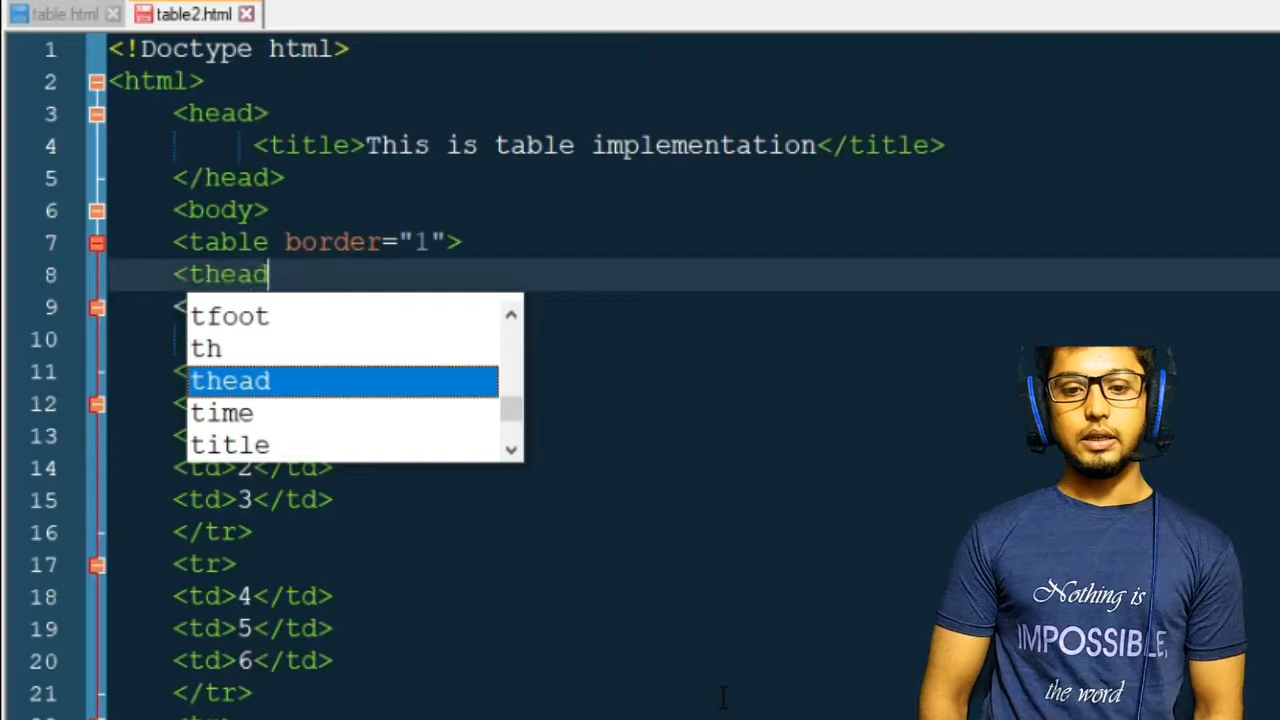 table.html table2.html
1 <!Doctype html>
2 <html>
3 <head>
4 <title>This is table implementation</title>
5 </head>
6 <body>
7 <table border="1">
8 <thead
9 <
tfoot
10
th
11 <
thead
12 <
time
13 <
title
14 <td>2</td>
15 <td>3</td>
16 </tr>
17 <tr>
18 <td>4</td>
19 <td>5</td>
20 <td>6</td>
21 </tr>
Nothing is
IMPOSSIBLE,
the word